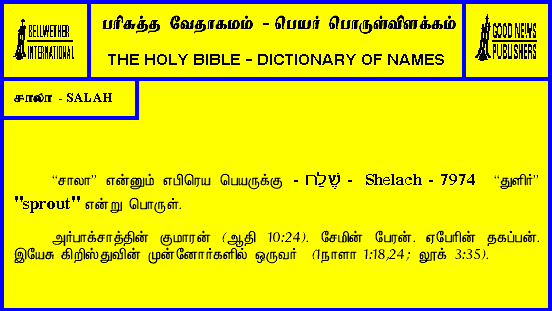 BELLWETHER
INTERNATIONAL
பரிசுத்த வேதாகமம் - பெயர் பொருள்விளக்கம்
THE HOLY BIBLE – DICTIONARY OF NAMES
GOOD NEWS
PUBLISHERS
சாலா - SALAH
“சாலா” என்னும் எபிரெய பெயருக்கு - שֶׁלַח - Shelach - 7974 “துளிர்”
"sprout" என்று பொருள்.
அர்பாக்சாத்தின் குமாரன் (ஆதி 10:24). சேமின் பேரன். ஏபேரின் தகப்பன்.
இயேசு கிறிஸ்துவின் முன்னோர்களில் ஒருவர் (1நாளா 1:18,24; லூக் 3:35).